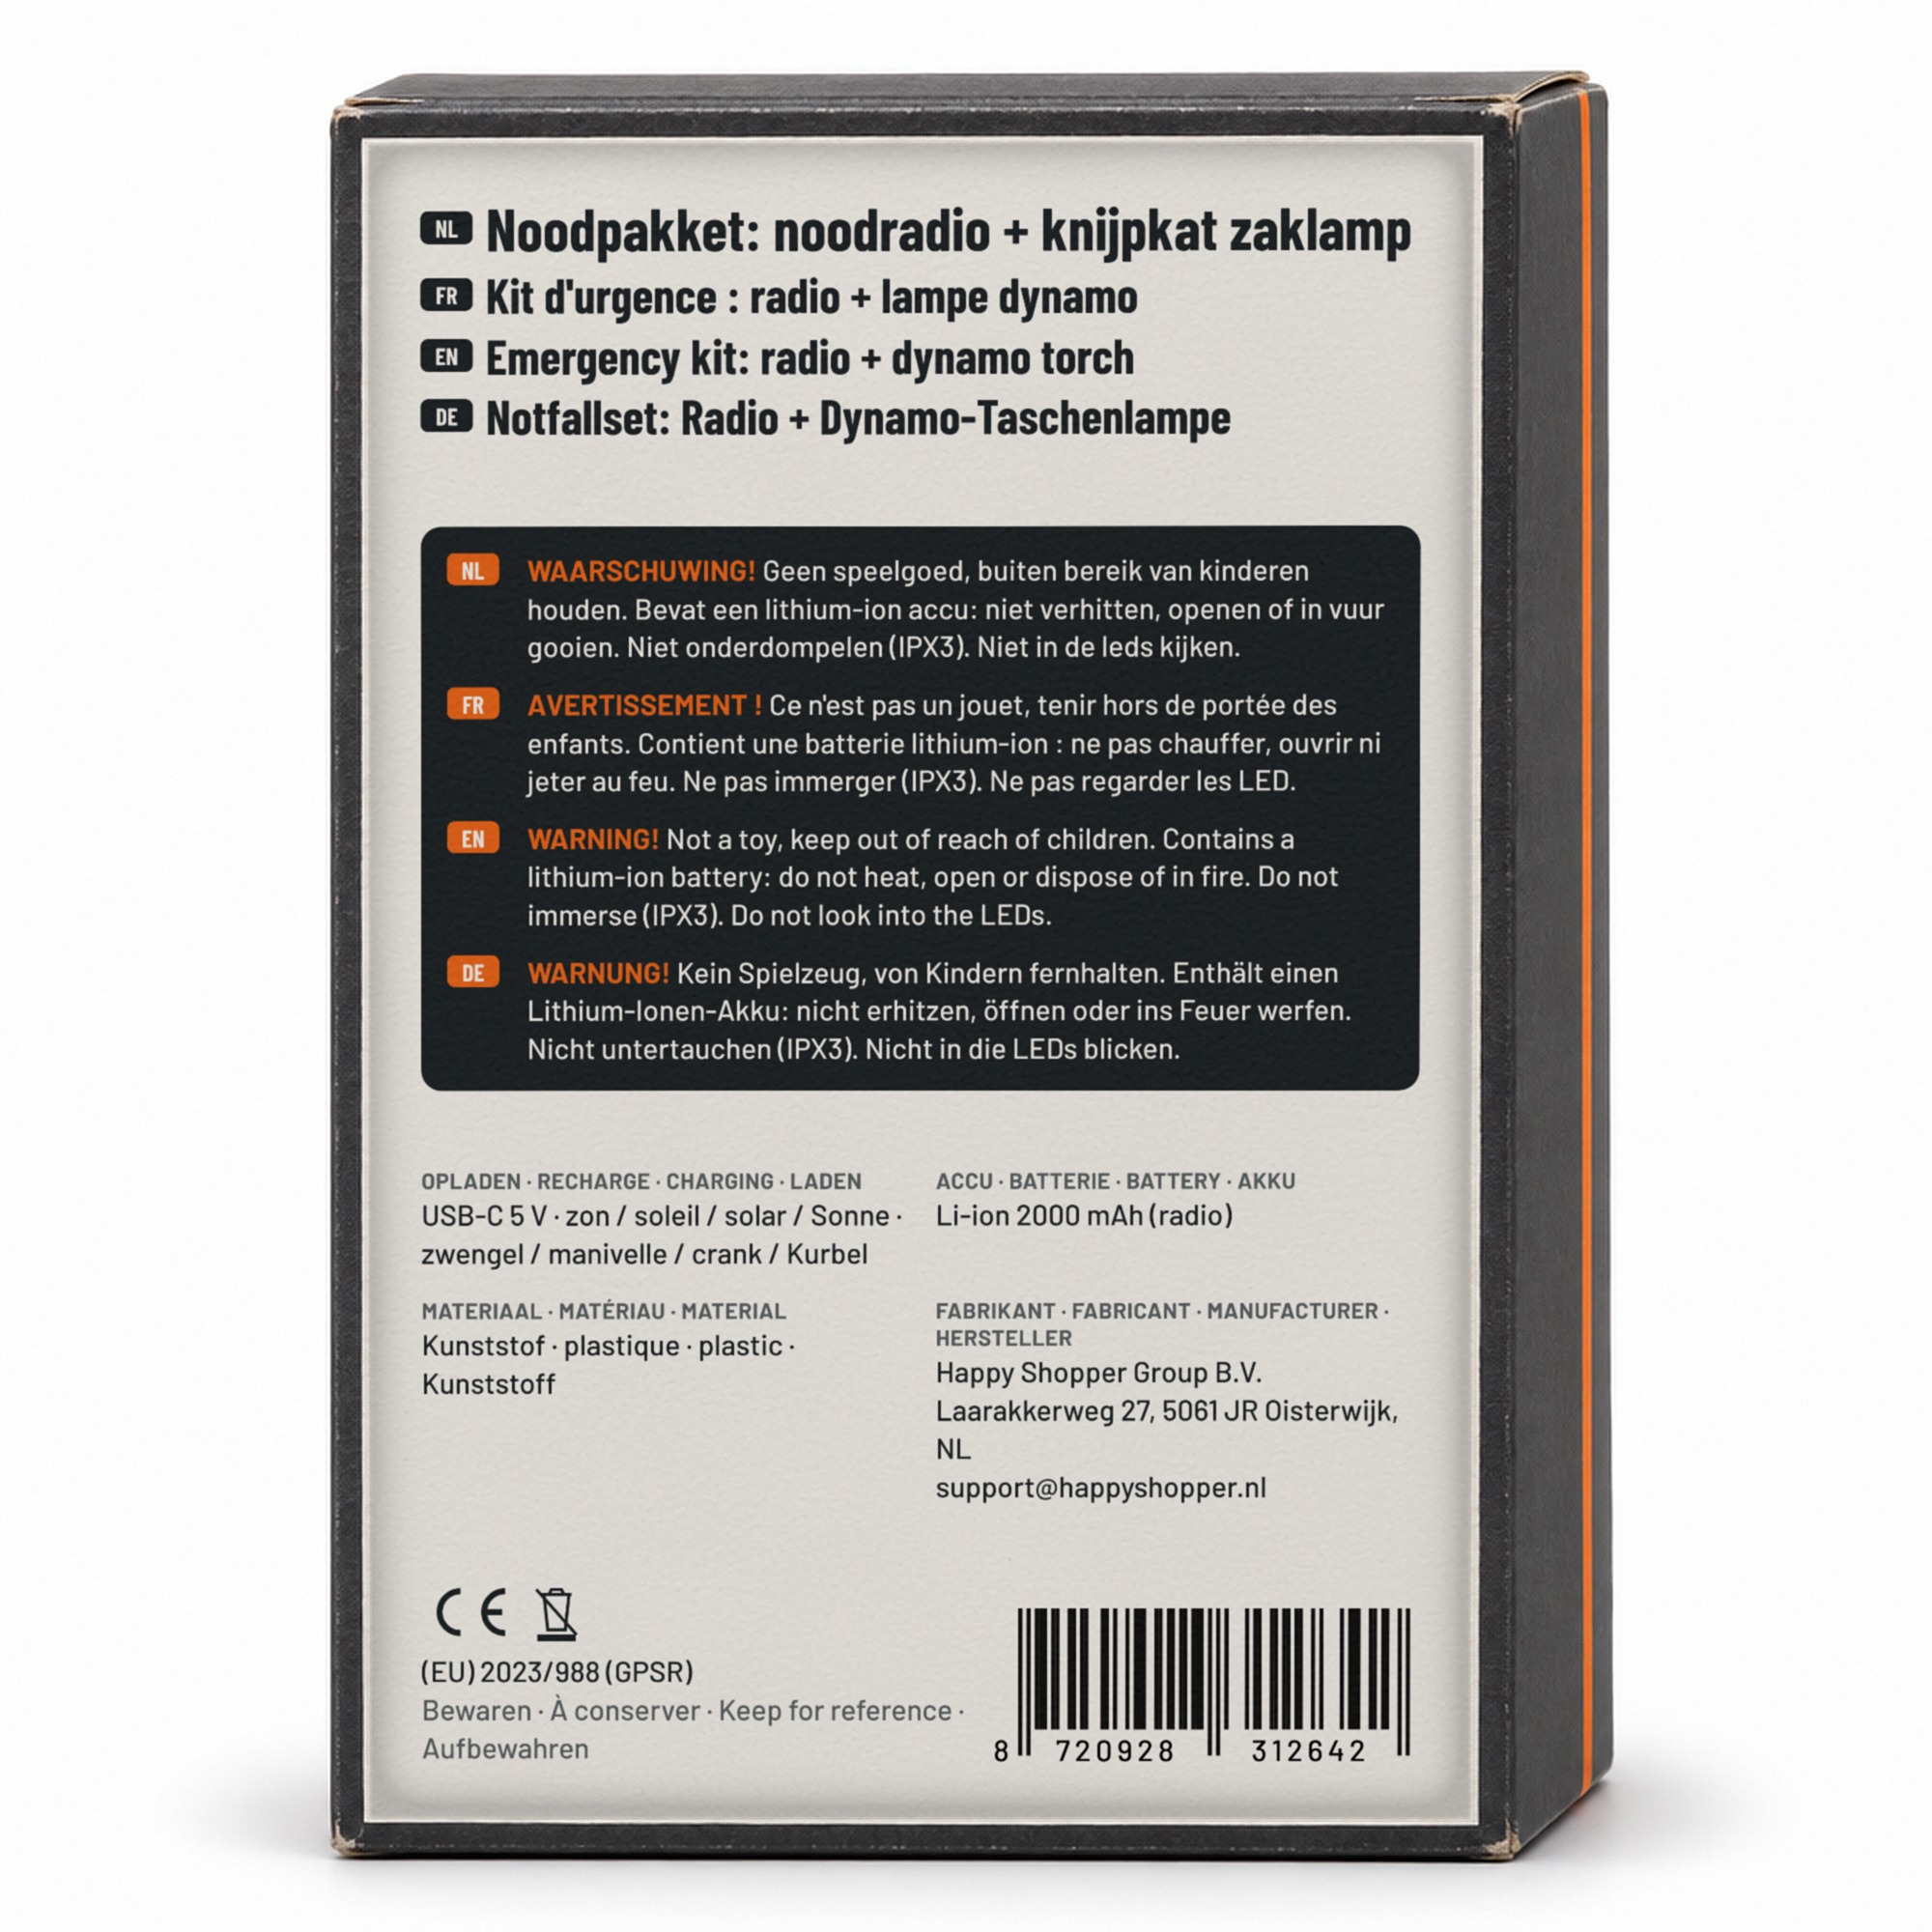 NL Noodpakket: noodradio + knijpkat zaklamp
FR Kit d'urgence : radio + lampe dynamo
EN Emergency kit: radio + dynamo torch
DE Notfallset: Radio + Dynamo-Taschenlampe
NL WAARSCHUWING! Geen speelgoed, buiten bereik van kinderen
houden. Bevat een lithium-ion accu: niet verhitten, openen of in vuur
gooien. Niet onderdompelen (IPX3). Niet in de leds kijken.
FR AVERTISSEMENT ! Ce n'est pas un jouet, tenir hors de portée des
enfants. Contient une batterie lithium-ion : ne pas chauffer, ouvrir ni
jeter au feu. Ne pas immerger (IPX3). Ne pas regarder les LED.
EN WARNING! Not a toy, keep out of reach of children. Contains a
lithium-ion battery: do not heat, open or dispose of in fire. Do not
immerse (IPX3). Do not look into the LEDs.
DE WARNUNG! Kein Spielzeug, von Kindern fernhalten. Enthält einen
Lithium-Ionen-Akku: nicht erhitzen, öffnen oder ins Feuer werfen.
Nicht untertauchen (IPX3). Nicht in die LEDs blicken.
OPLADEN · RECHARGE · CHARGING · LADEN
USB-C 5 V · zon / soleil / solar / Sonne ·
zwengel / manivelle / crank / Kurbel
ACCU · BATTERIE · BATTERY · AKKU
Li-ion 2000 mAh (radio)
MATERIAAL · MATÉRIAU · MATERIAL
Kunststof · plastique · plastic ·
Kunststoff
FABRIKANT · FABRICANT · MANUFACTURER ·
HERSTELLER
Happy Shopper Group B.V.
Laarakkerweg 27, 5061 JR Oisterwijk,
NL
support@happyshopper.nl
CE
(EU) 2023/988 (GPSR)
Bewaren · À conserver · Keep for reference ·
Aufbewahren
8 720928 312642